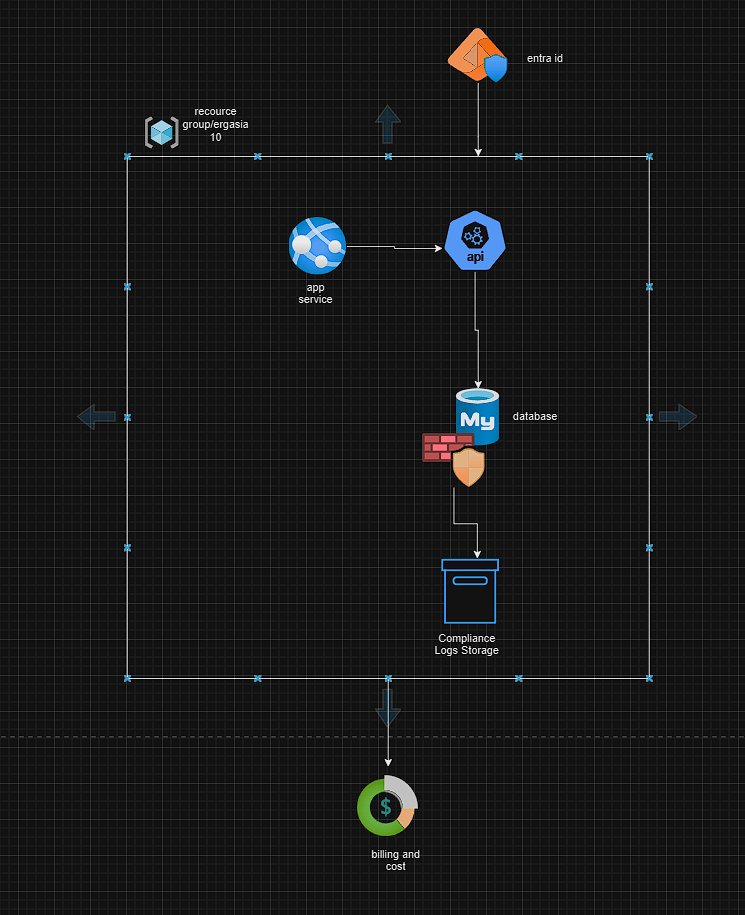 entra id
recource
group/ergasia
10
api
app
service
My
database
Compliance
Logs Storage
$
billing and
cost